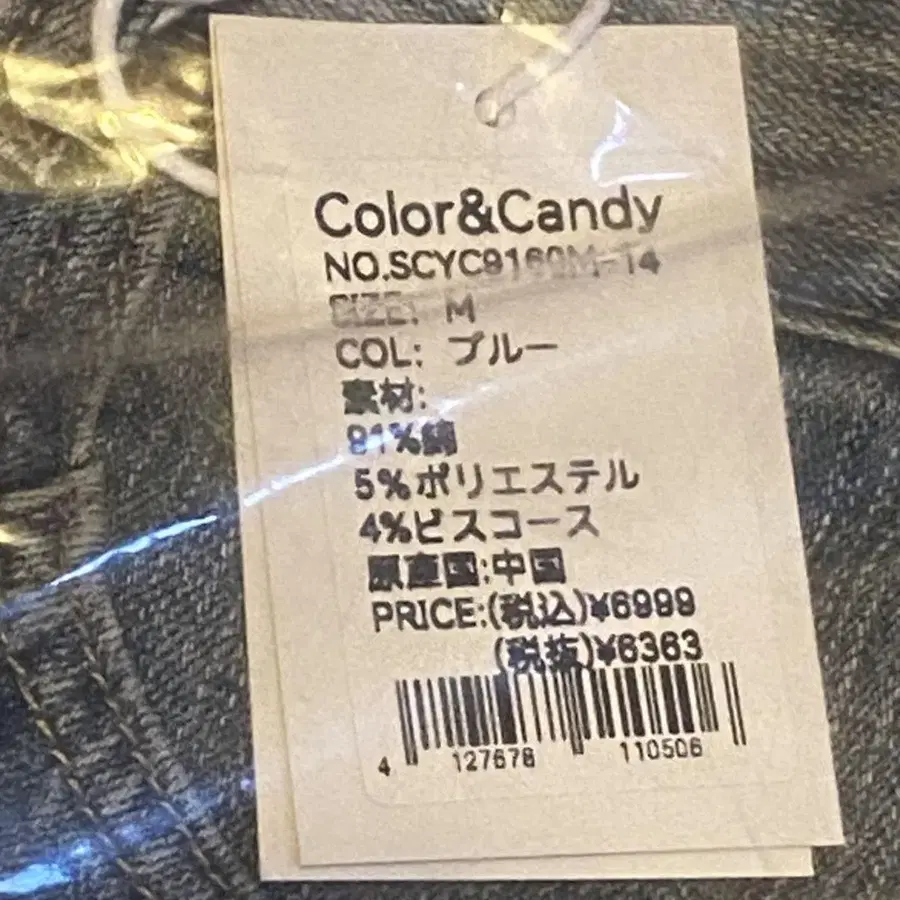 Color&Candy
NO.SCYC9160M-14
SIZE: M
COL: ブルー
素材:
91%綿
5%ポリエステル
4%ビスコース
原産国:中国
PRICE:(税込)¥6999
(税抜)¥6363
4 127678 110506